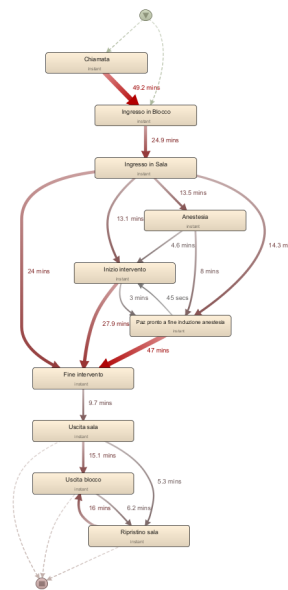 Chiamata
instant
49.2 mins
Ingresso in Blocco
instant
24.9 mins
Ingresso in Sala
instant
13.5 mins
13.1 mins
Anestesia
instant
14.3 m
4.6 mins
24 mins
8 mins
Inizio intervento
instant
3 mins
45 secs
27.9 mins
Paz pronto a fine induzione anestesia
instant
47 mins
Fine intervento
instant
9.7 mins
Uscita sala
instant
15.1 mins
5.3 mins
Uscita blocco
instant
16 mins
6.2 mins
Ripristino sala
instant